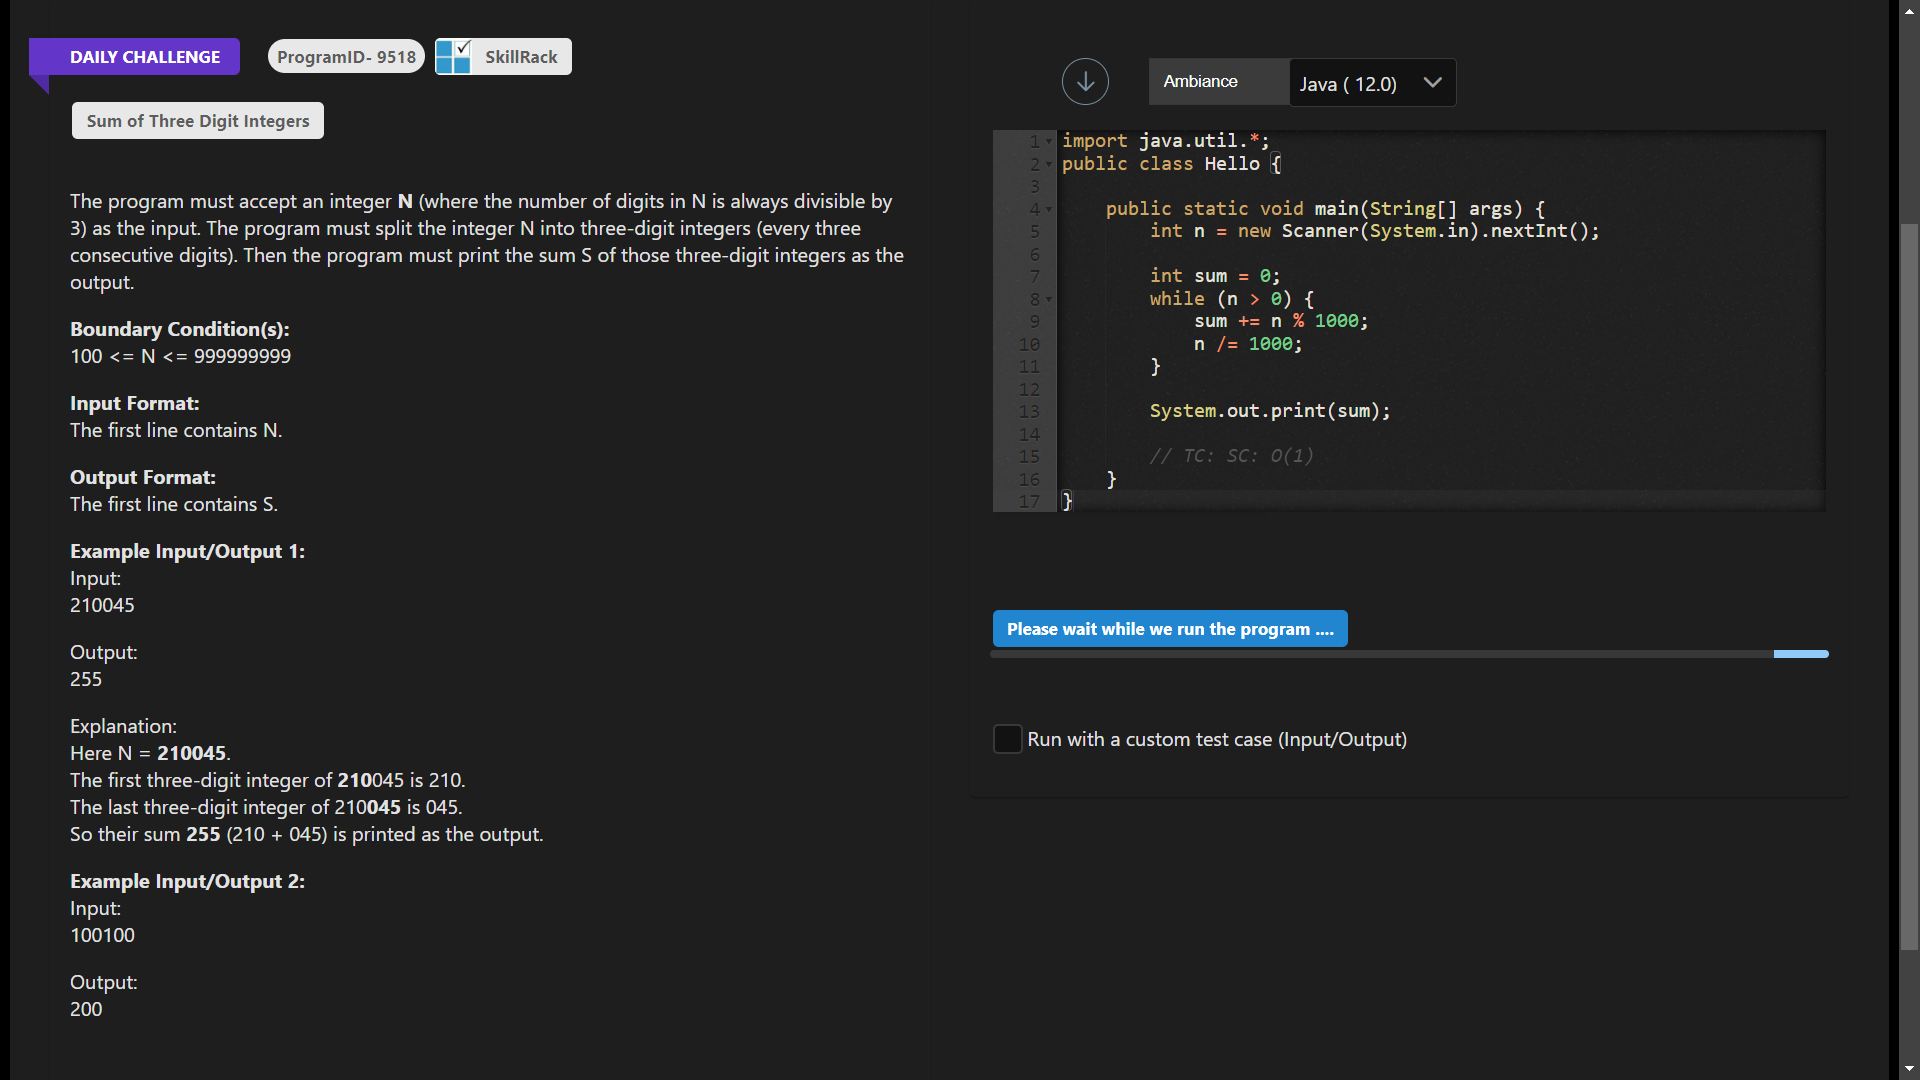 DAILY CHALLENGE
ProgramID- 9518
SkillRack
Sum of Three Digit Integers
The program must accept an integer N (where the number of digits in N is always divisible by
3) as the input. The program must split the integer N into three-digit integers (every three
consecutive digits). Then the program must print the sum S of those three-digit integers as the
output.
Boundary Condition(s):
100 <= N <= 999999999
Input Format:
The first line contains N.
Output Format:
The first line contains S.
Example Input/Output 1:
Input:
210045
Output:
255
Explanation:
Here N = 210045.
The first three-digit integer of 210045 is 210.
The last three-digit integer of 210045 is 045.
So their sum 255 (210 + 045) is printed as the output.
Example Input/Output 2:
Input:
100100
Output:
200
Ambiance
Java ( 12.0)
1 import java.util.*;
2 public class Hello {
3
4     public static void main(String[] args) {
5         int n = new Scanner(System.in).nextInt();
6
7         int sum = 0;
8         while (n > 0) {
9             sum += n % 1000;
10             n /= 1000;
11         }
12
13         System.out.print(sum);
14
15         // TC: SC: O(1)
16     }
17 }
Please wait while we run the program ....
Run with a custom test case (Input/Output)